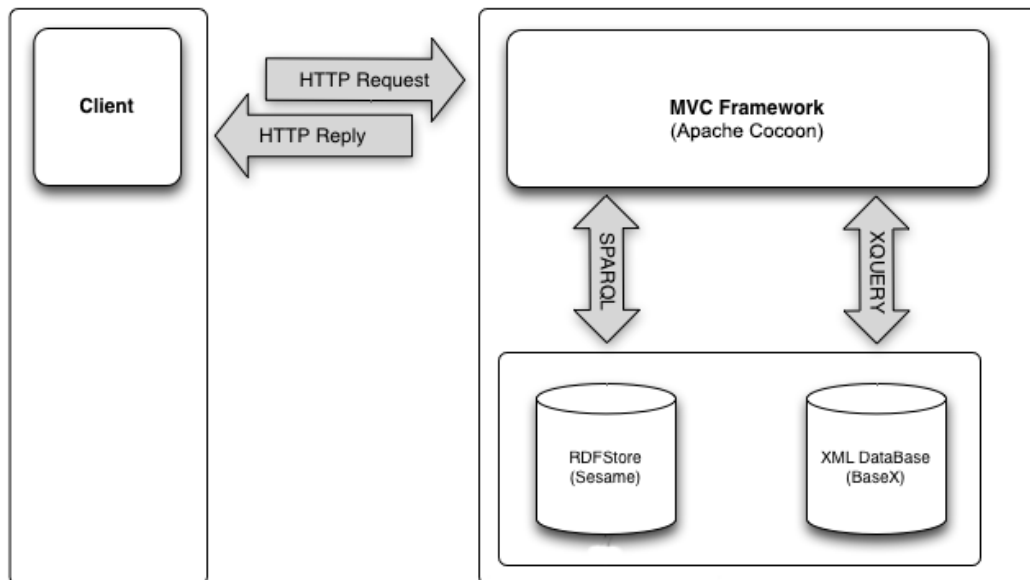 Client
HTTP Request
HTTP Reply
MVC Framework
(Apache Cocoon)
SPARQL
XQUERY
RDFStore
(Sesame)
XML DataBase
(BaseX)